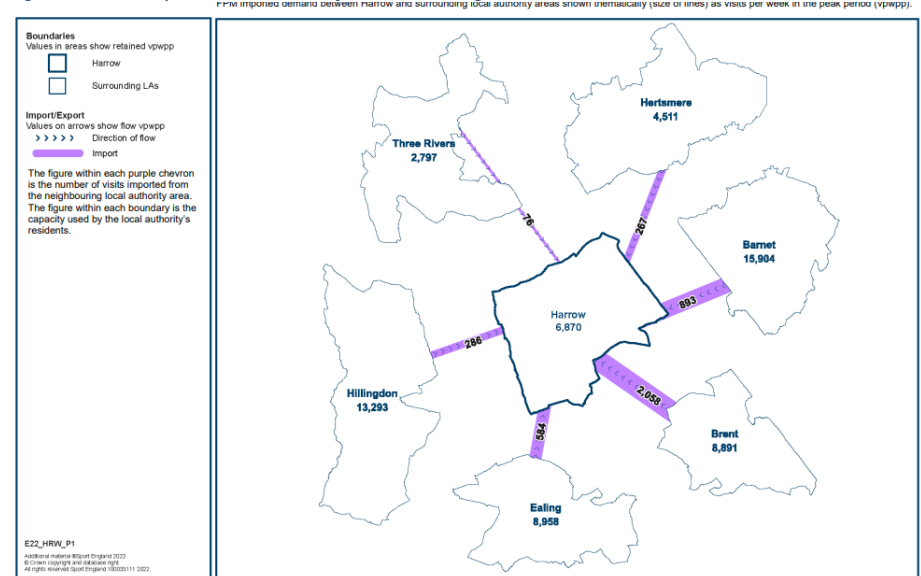 FPM imported demand between Harrow and surrounding local authority areas shown thematically (size of lines) as visits per week in the peak period (vpwpp).
Boundaries
Values in areas show retained vpwpp
Harrow
Surrounding LAs
Import/Export
Values on arrows show flow vpwpp
Direction of flow
Import
The figure within each purple chevron
is the number of visits imported from
the neighbouring local authority area.
The figure within each boundary is the
capacity used by the local authority's
residents.
E22_HRW_P1
Additional material ©Sport England 2022
© Crown copyright and database right.
All rights reserved Sport England 100033111 2022
Hertsmere
4,511
Three Rivers
2,797
76
267
Barnet
15,904
893
Harrow
6,870
286
Hillingdon
13,293
2,058
584
Brent
8,891
Ealing
8,958